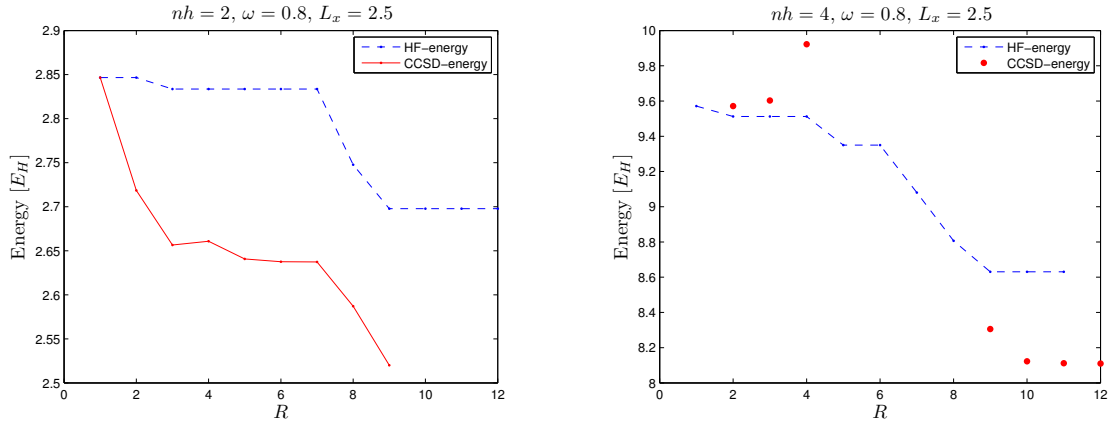 nh = 2, ω = 0.8, L_x = 2.5
2.9
2.85
2.8
2.75
2.7
2.65
2.6
2.55
2.5
Energy [E_H]
HF−energy
CCSD−energy
0 2 4 6 8 10 12
R
nh = 4, ω = 0.8, L_x = 2.5
10
9.8
9.6
9.4
9.2
9
8.8
8.6
8.4
8.2
8
Energy [E_H]
HF−energy
CCSD−energy
0 2 4 6 8 10 12
R